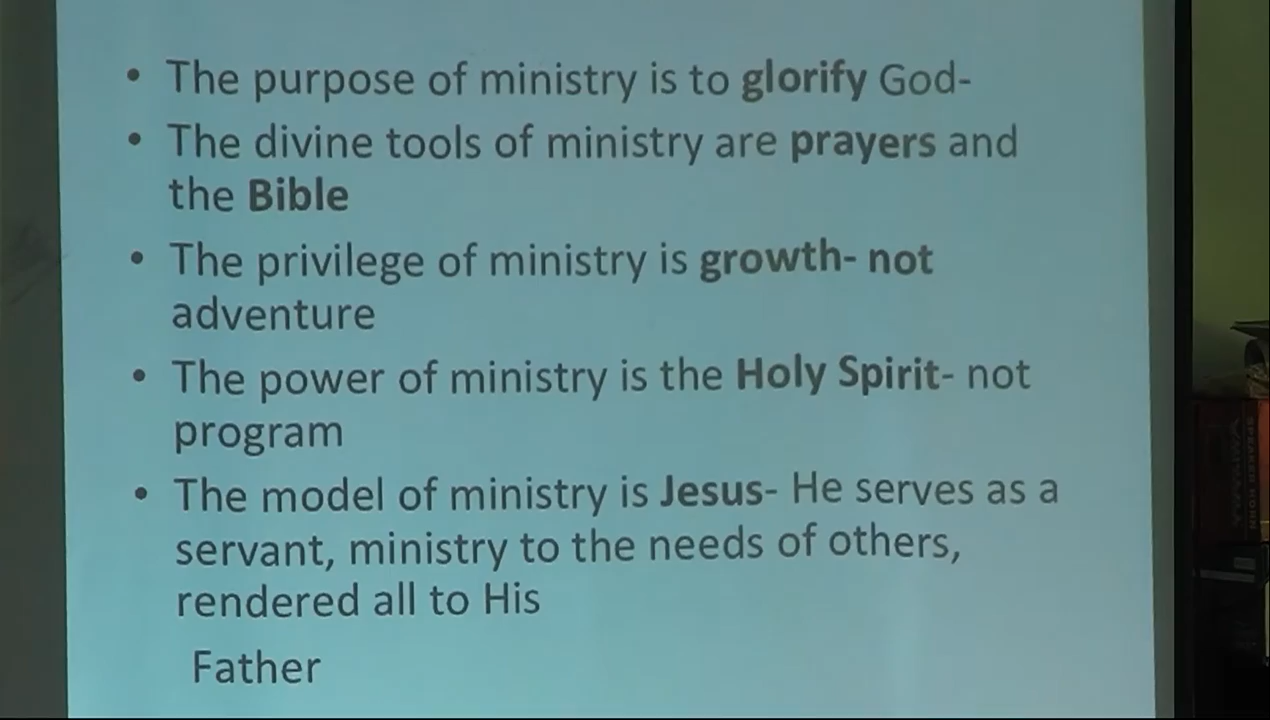 • The purpose of ministry is to glorify God-
• The divine tools of ministry are prayers and
the Bible
• The privilege of ministry is growth- not
adventure
• The power of ministry is the Holy Spirit- not
program
• The model of ministry is Jesus- He serves as a
servant, ministry to the needs of others,
rendered all to His
Father